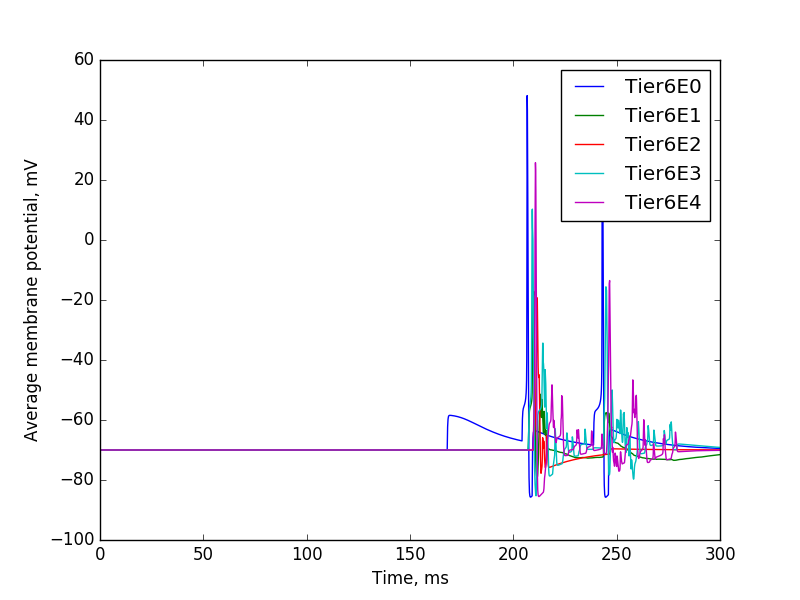 60
40
20
0
−20
−40
−60
−80
−100
Average membrane potential, mV
0 50 100 150 200 250 300
Time, ms
Tier6E0
Tier6E1
Tier6E2
Tier6E3
Tier6E4